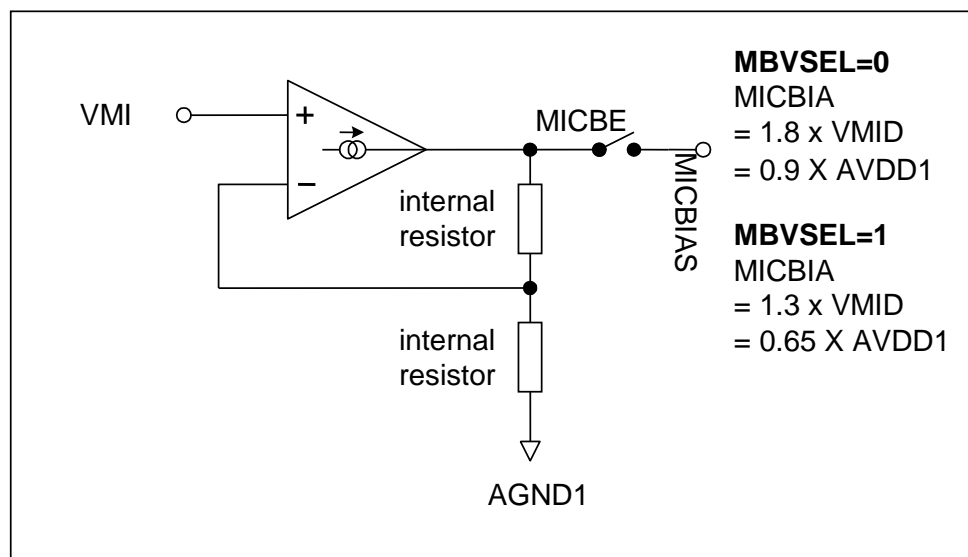 VMI
+
−
MICBE
MICBIAS
internal
resistor
internal
resistor
AGND1
MBVSEL=0
MICBIA
= 1.8 x VMID
= 0.9 X AVDD1
MBVSEL=1
MICBIA
= 1.3 x VMID
= 0.65 X AVDD1